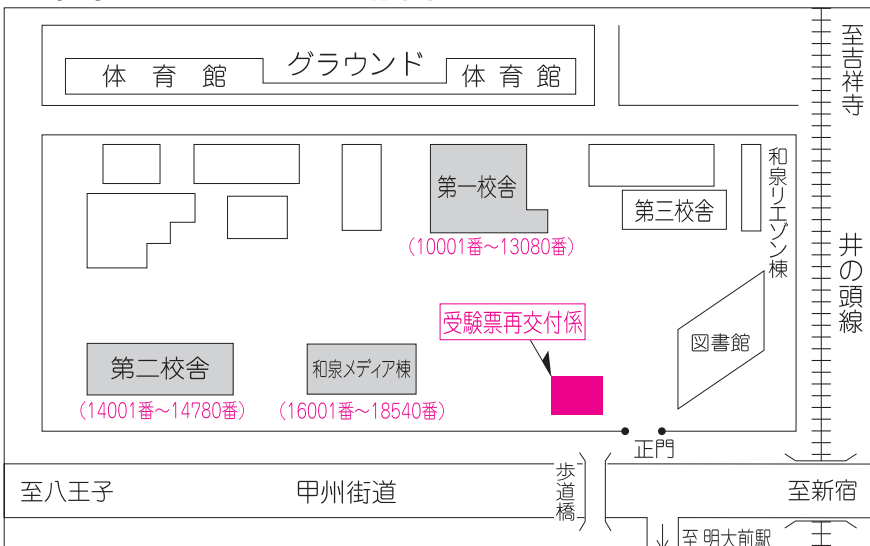 体育館
グラウンド
体育館
至吉祥寺
第一校舎
(10001番～13080番)
第三校舎
和泉リエゾン棟
井の頭線
受験票再交付係
図書館
第二校舎
(14001番～14780番)
和泉メディア棟
(16001番～18540番)
正門
至八王子
甲州街道
歩道橋
至新宿
至 明大前駅